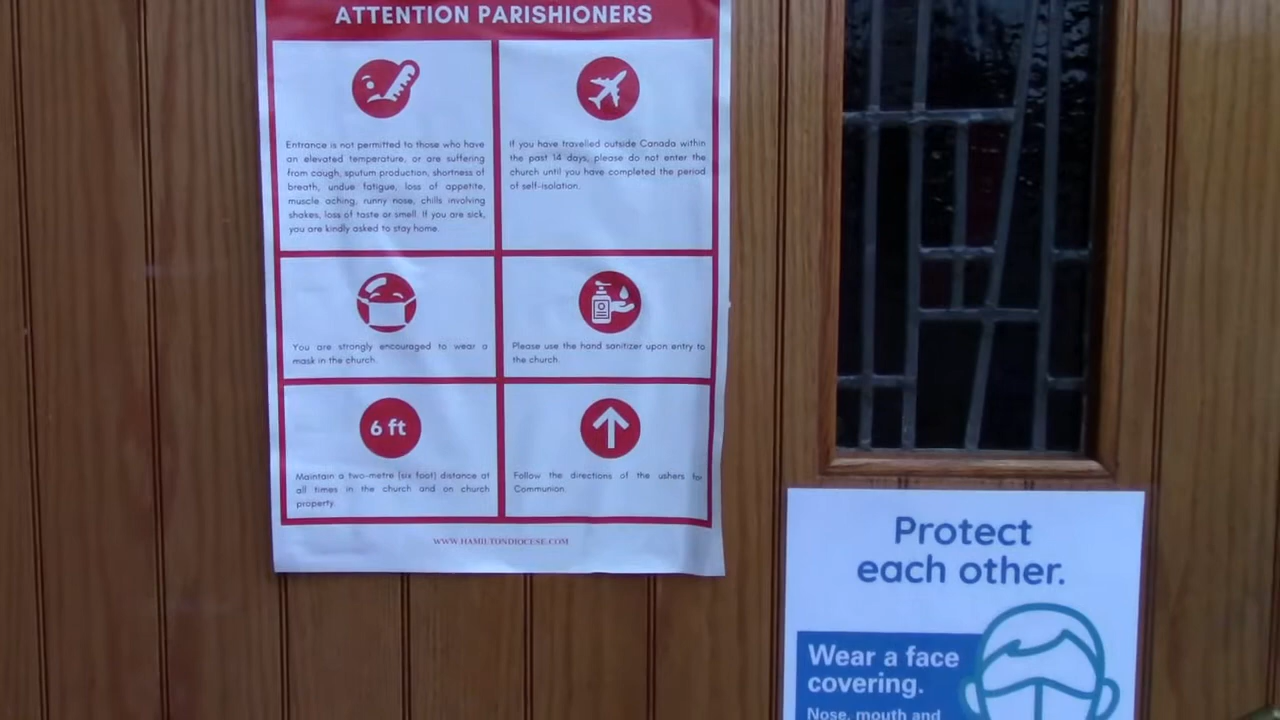 ATTENTION PARISHIONERS
Entrance is not permitted to those who have
an elevated temperature, or are suffering
from cough, sputum production, shortness of
breath, undue fatigue, loss of appetite,
muscle aching, runny nose, chills involving
shakes, loss of taste or smell. If you are sick,
you are kindly asked to stay home.
If you have travelled outside Canada within
the past 14 days, please do not enter the
church until you have completed the period
of self-isolation.
You are strongly encouraged to wear a
mask in the church.
Please use the hand sanitizer upon entry to
the church.
6 ft
Maintain a two-metre (six foot) distance at
all times in the church and on church
property.
Follow the directions of the ushers for
Communion.
WWW.HAMILTONDIOCESE.COM
Protect
each other.
Wear a face
covering.
Nose, mouth and